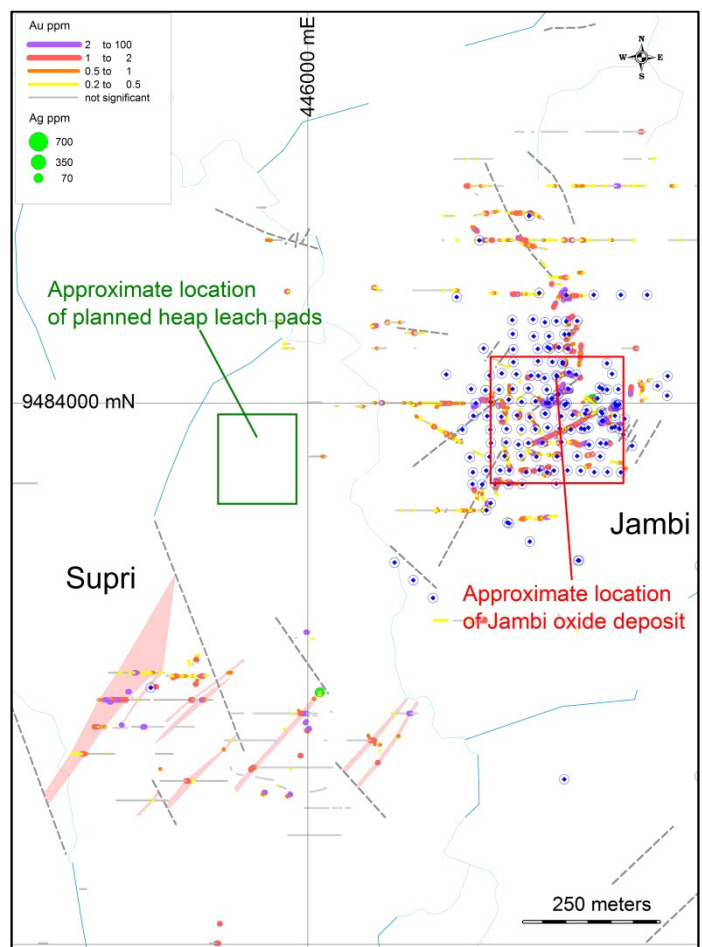 Au ppm
2 to 100
1 to 2
0.5 to 1
0.2 to 0.5
not significant
Ag ppm
700
350
70
446000 mE
N
W E
S
Approximate location
of planned heap leach pads
9484000 mN
Jambi
Supri
Approximate location
of Jambi oxide deposit
250 meters